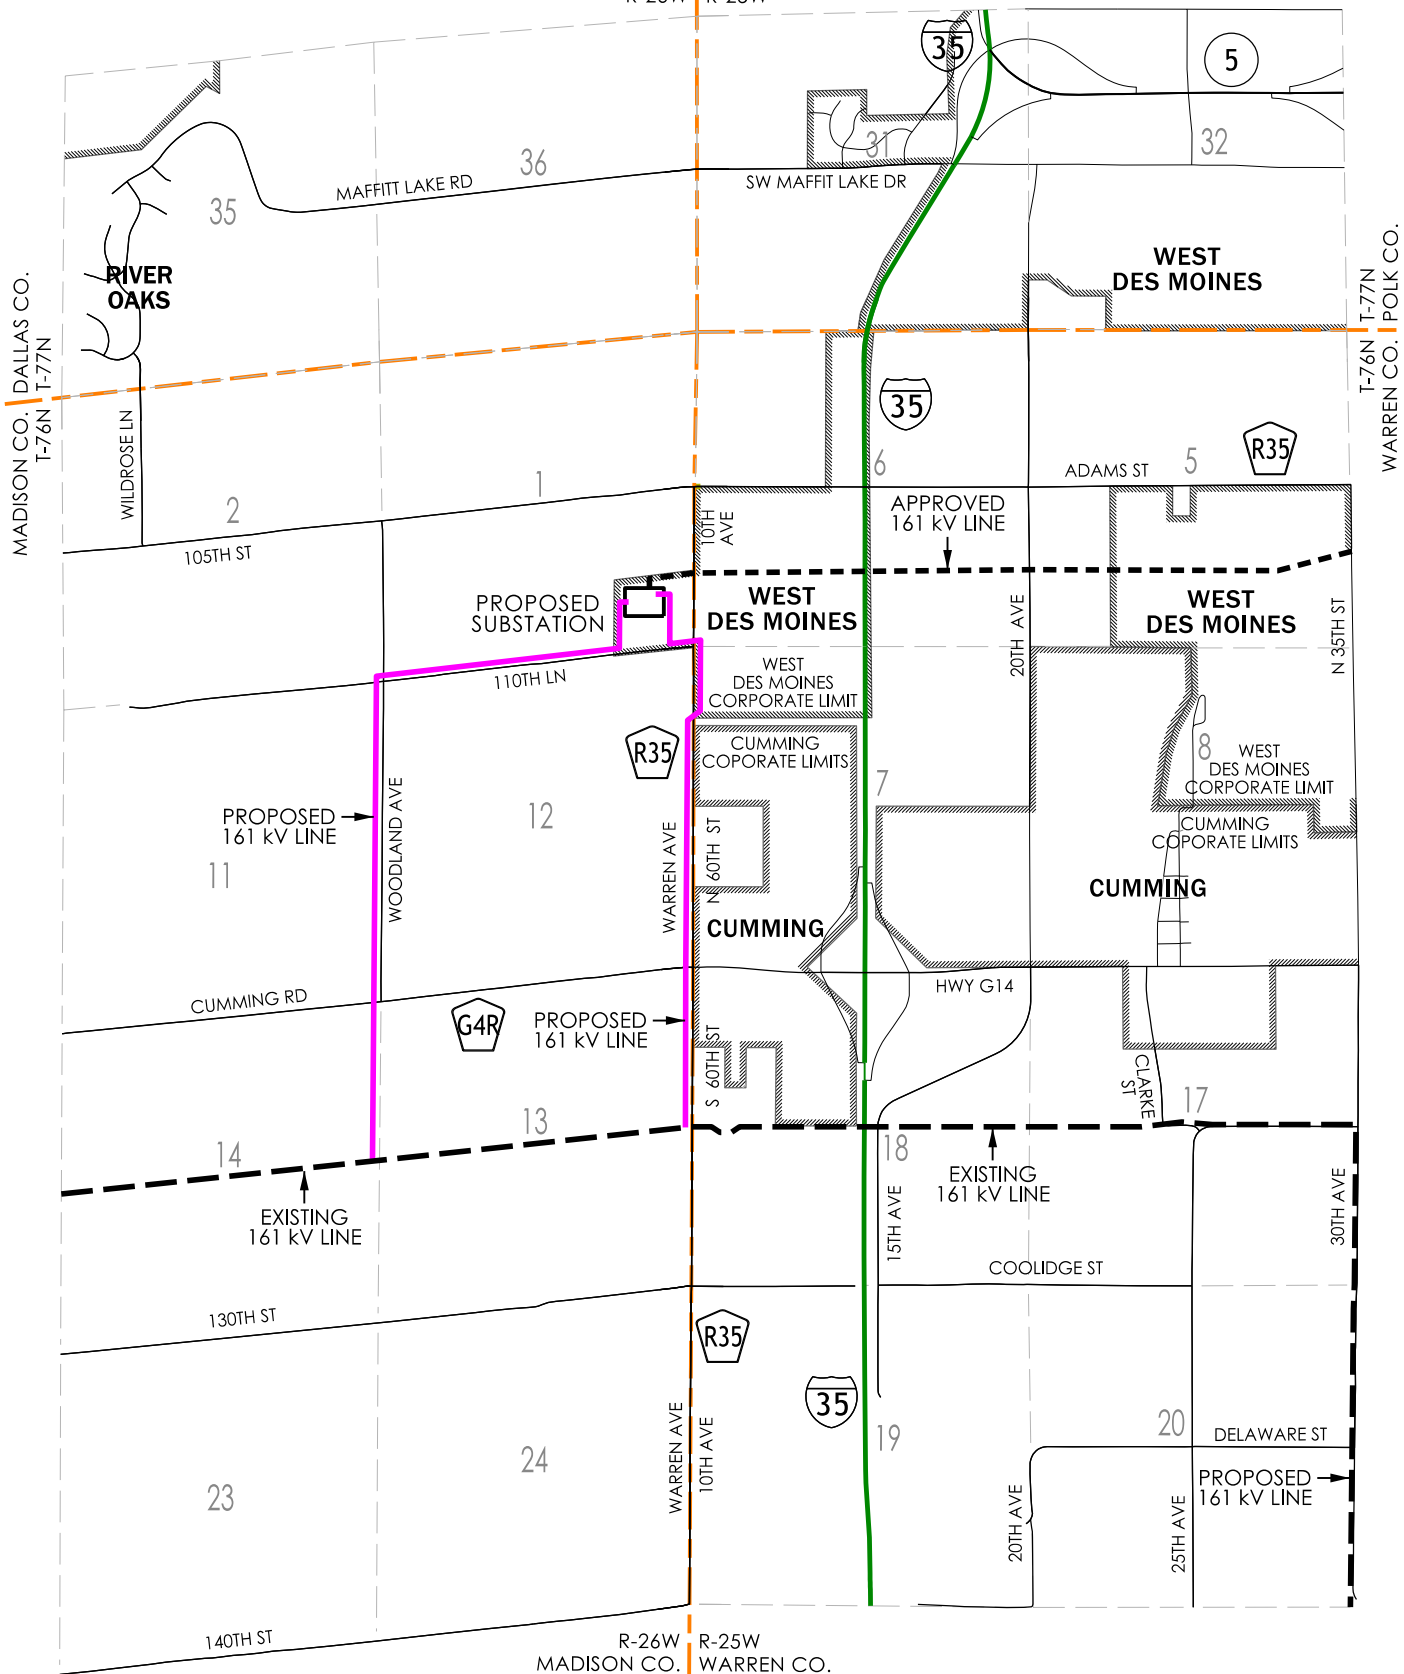 35
5
31
32
36
MAFFITT LAKE RD
SW MAFFIT LAKE DR
35
RIVER
OAKS
WEST
DES MOINES
MADISON CO. DALLAS CO.
T-76N T-77N
T-76N T-77N
WARREN CO. POLK CO.
WILDROSE LN
35
R35
6
5
ADAMS ST
1
2
105TH ST
10TH
AVE
APPROVED
161 kV LINE
PROPOSED
SUBSTATION
WEST
DES MOINES
WEST
DES MOINES
20TH AVE
N 35TH ST
110TH LN
WEST
DES MOINES
CORPORATE LIMIT
R35
CUMMING
COPORATE LIMITS
7
8
WEST
DES MOINES
CORPORATE LIMIT
CUMMING
COPORATE LIMITS
PROPOSED
161 kV LINE
WOODLAND AVE
12
11
WARREN AVE
N 60TH ST
CUMMING
CUMMING
CUMMING RD
HWY G14
G4R
PROPOSED
161 kV LINE
S 60TH ST
CLARKE
ST
17
13
14
18
EXISTING
161 kV LINE
EXISTING
161 kV LINE
15TH AVE
30TH AVE
COOLIDGE ST
130TH ST
R35
35
19
20
DELAWARE ST
WARREN AVE
10TH AVE
24
23
PROPOSED
161 kV LINE
20TH AVE
25TH AVE
140TH ST
R-26W R-25W
MADISON CO. WARREN CO.